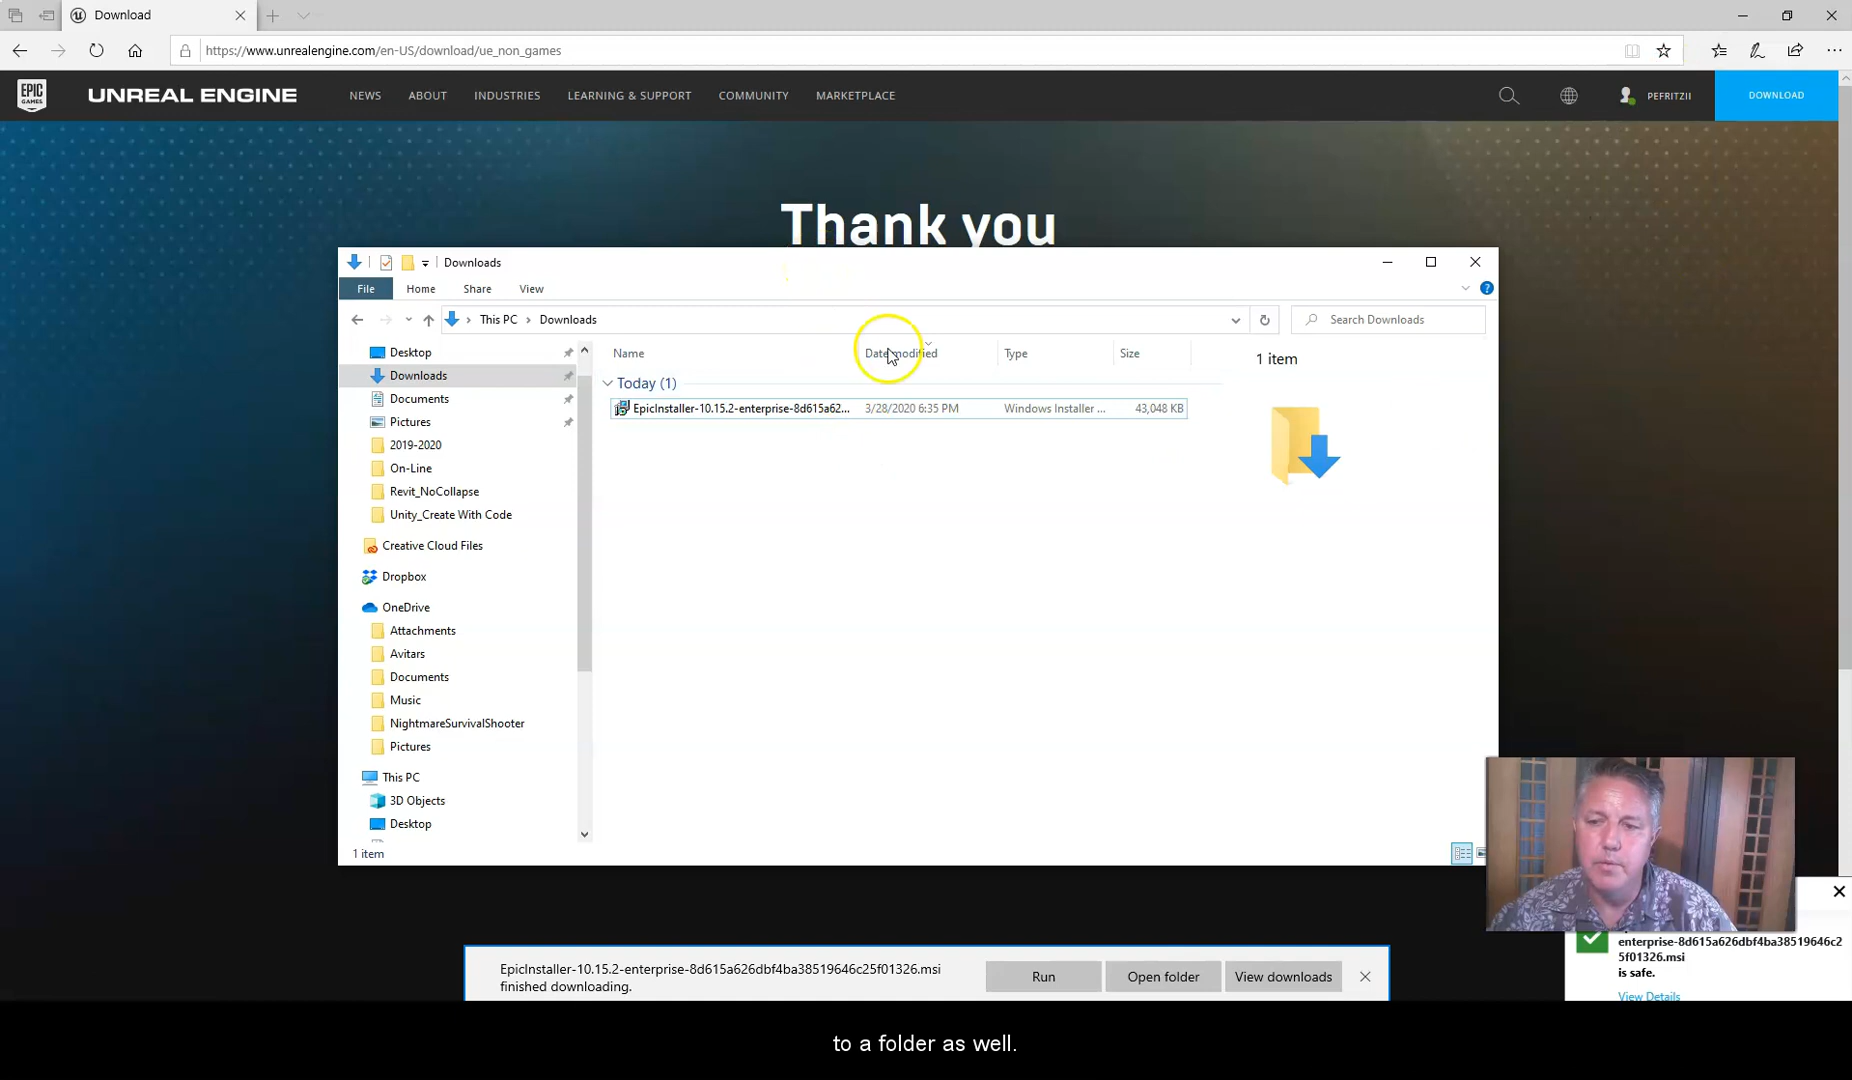 Download
https://www.unrealengine.com/en-US/download/ue_non_games
EPIC GAMES
UNREAL ENGINE
NEWS
ABOUT
INDUSTRIES
LEARNING & SUPPORT
COMMUNITY
MARKETPLACE
PEFRITZII
DOWNLOAD
Thank you
Downloads
File
Home
Share
View
This PC > Downloads
Search Downloads
Name
Date modified
Type
Size
1 item
Today (1)
EpicInstaller-10.15.2-enterprise-8d615a62...
3/28/2020 6:35 PM
Windows Installer ...
43,048 KB
Desktop
Downloads
Documents
Pictures
2019-2020
On-Line
Revit_NoCollapse
Unity_Create With Code
Creative Cloud Files
Dropbox
OneDrive
Attachments
Avitars
Documents
Music
NightmareSurvivalShooter
Pictures
This PC
3D Objects
Desktop
1 item
EpicInstaller-10.15.2-enterprise-8d615a626dbf4ba38519646c25f01326.msi
finished downloading.
Run
Open folder
View downloads
enterprise-8d615a626dbf4ba38519646c2
5f01326.msi
is safe.
View Details
to a folder as well.